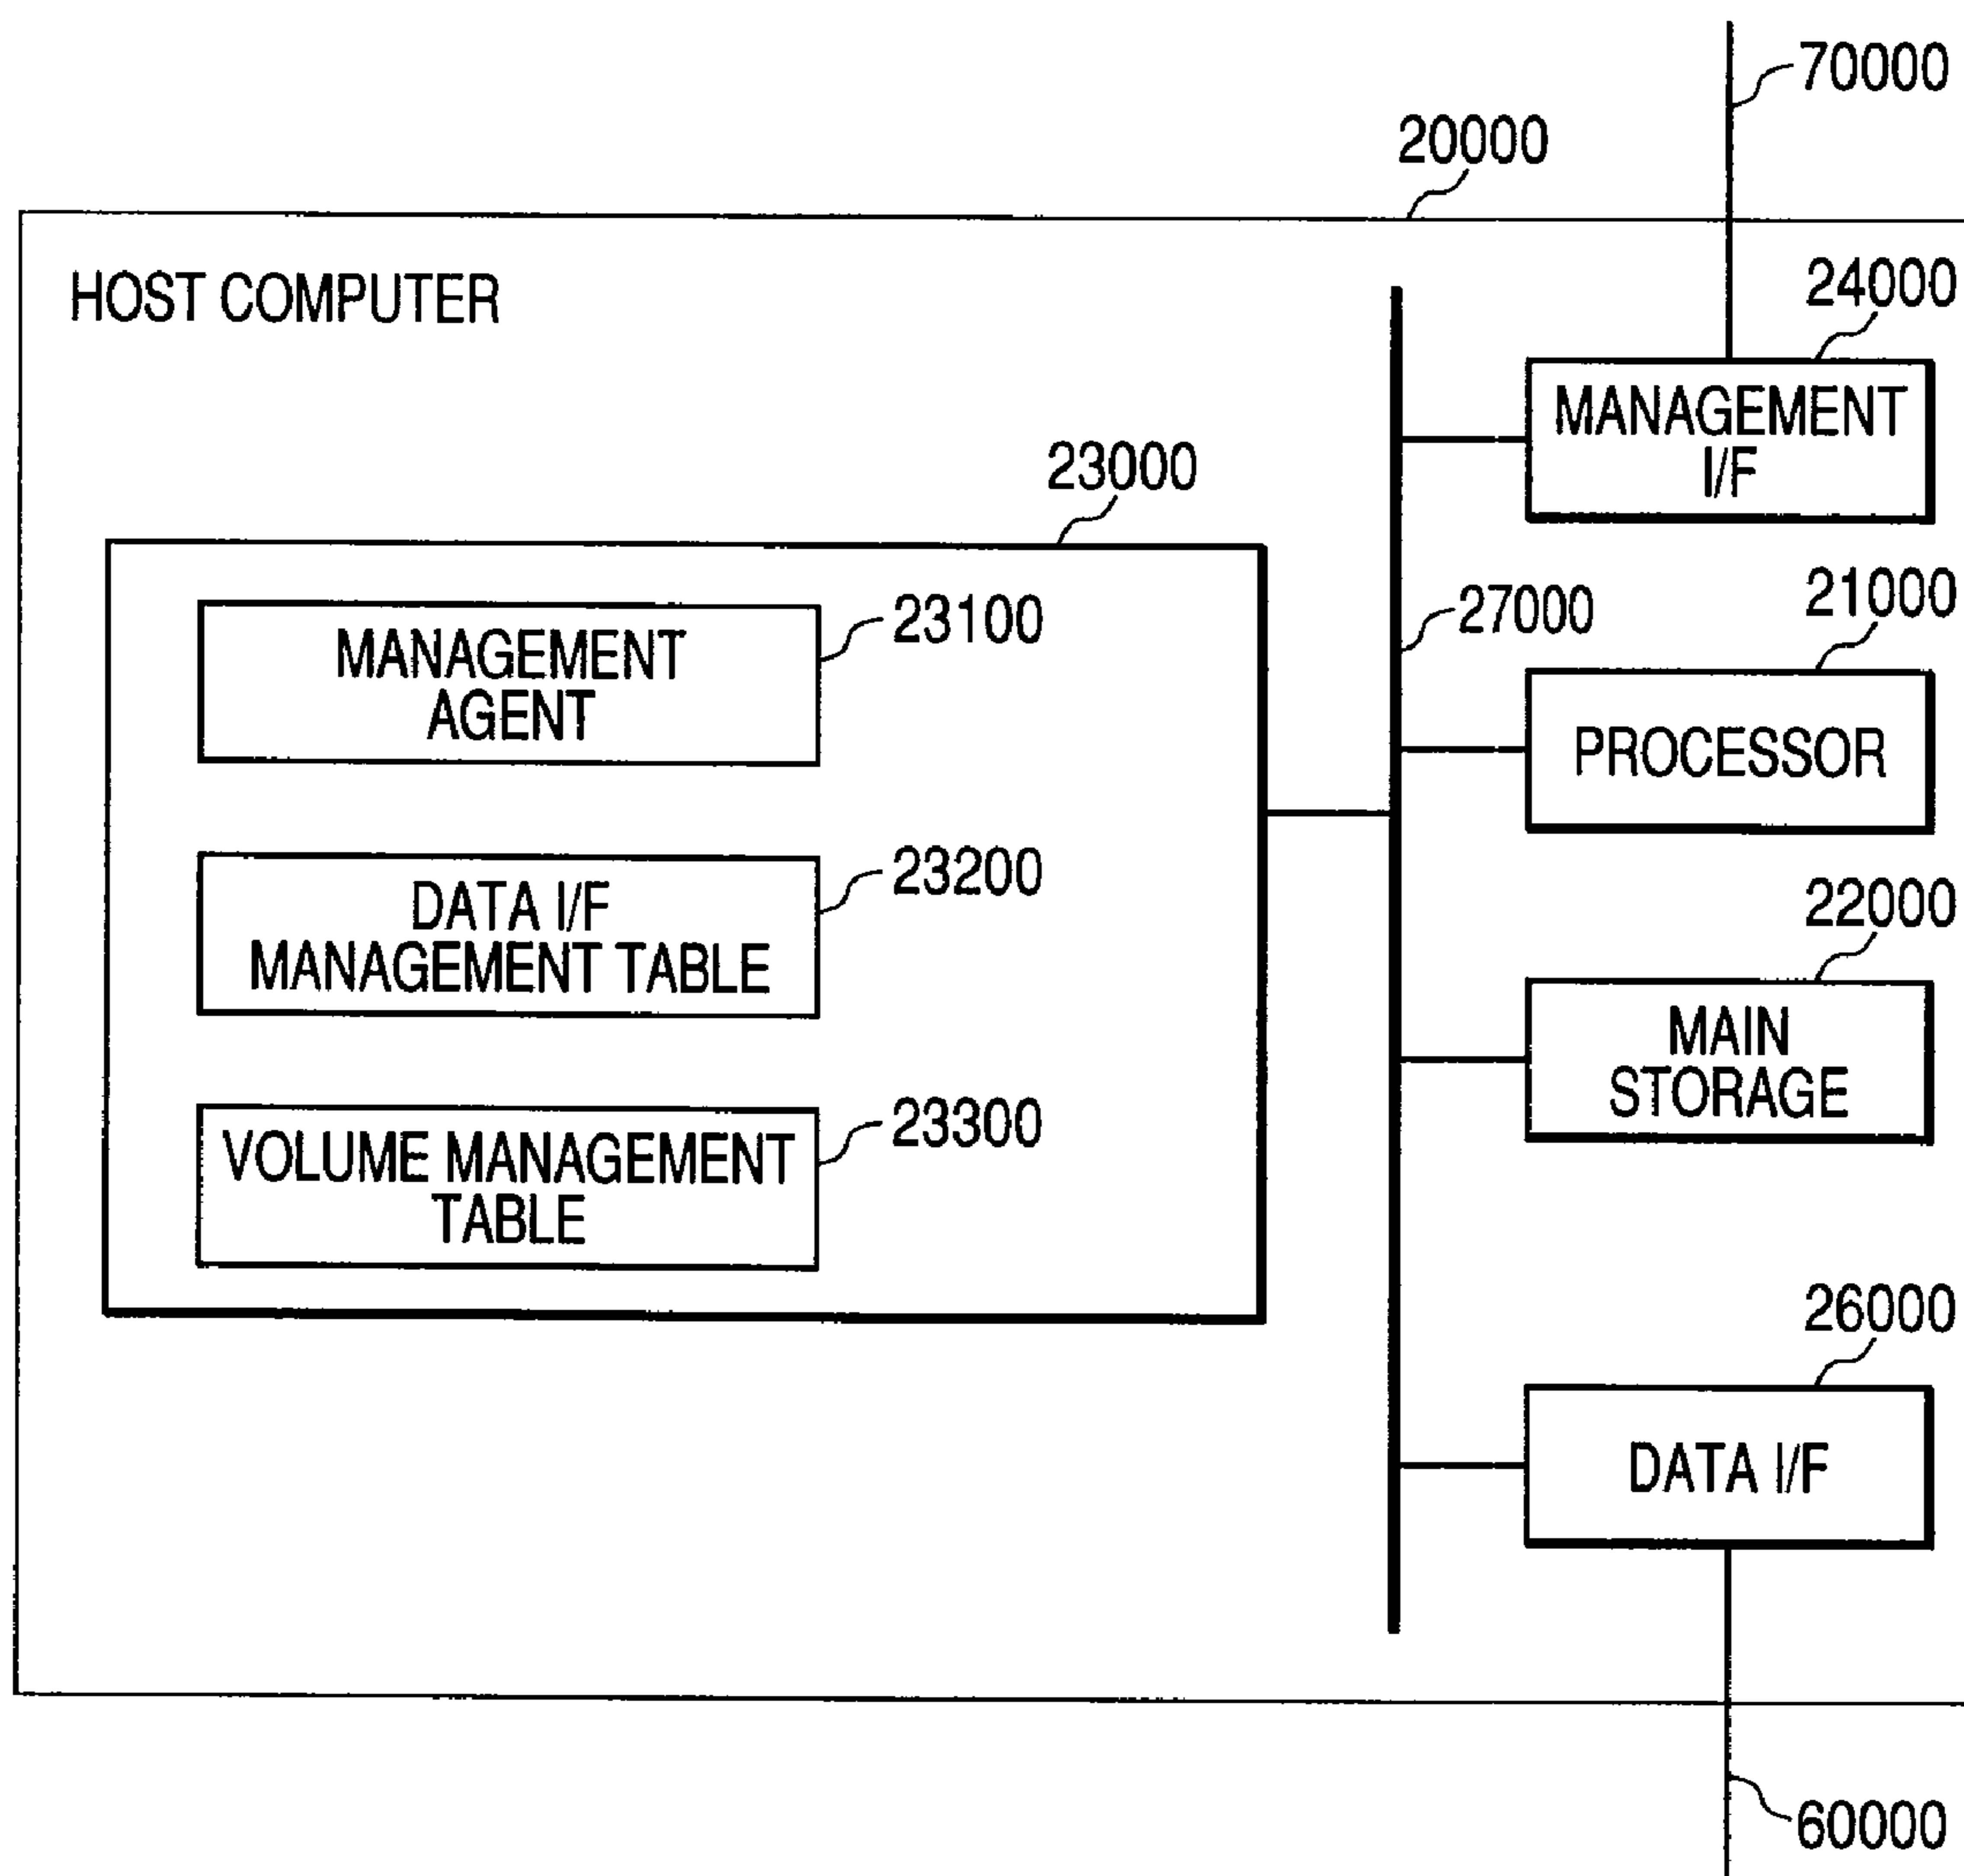 70000
20000
HOST COMPUTER
24000
MANAGEMENT
I/F
23000
27000
21000
PROCESSOR
23100
MANAGEMENT
AGENT
23200
DATA I/F
MANAGEMENT TABLE
22000
MAIN
STORAGE
23300
VOLUME MANAGEMENT
TABLE
26000
DATA I/F
60000